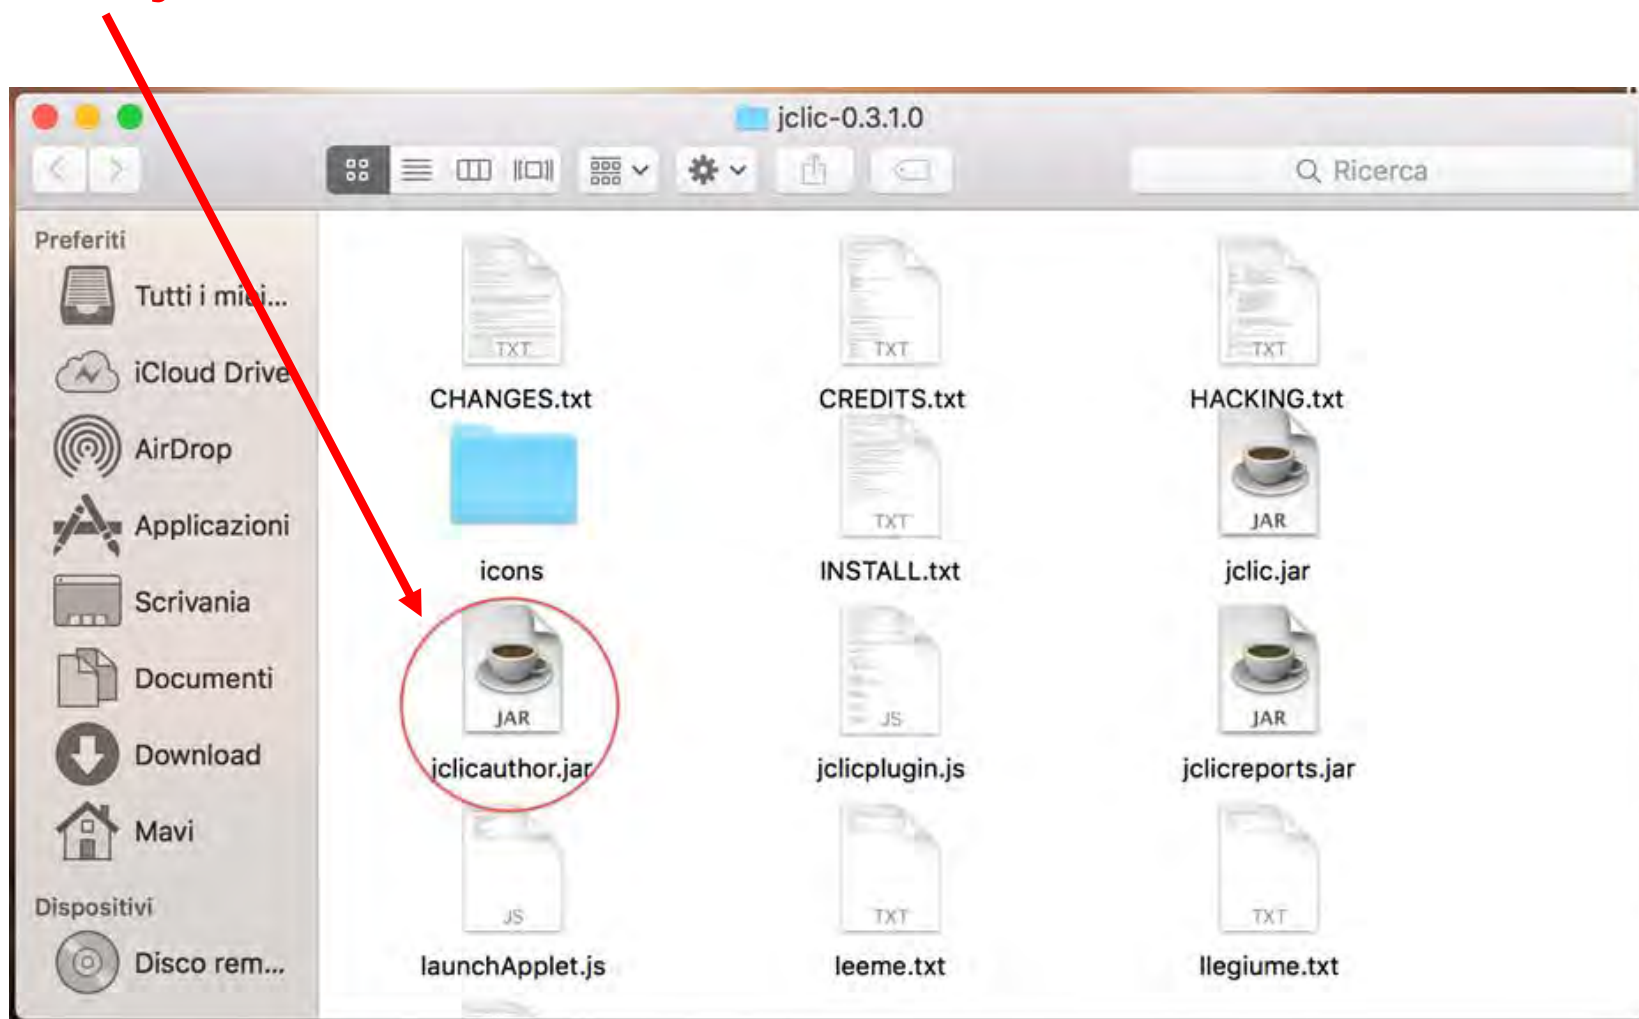 jclic-0.3.1.0
Ricerca
Preferiti
Tutti i miei...
iCloud Drive
AirDrop
Applicazioni
Scrivania
Documenti
Download
Mavi
Dispositivi
Disco rem...
TXT TXT TXT
CHANGES.txt CREDITS.txt HACKING.txt
TXT JAR
icons INSTALL.txt jclic.jar
JAR JS JAR
jclicauthor.jar jclicplugin.js jclicreports.jar
JS TXT TXT
launchApplet.js leeme.txt llegiume.txt